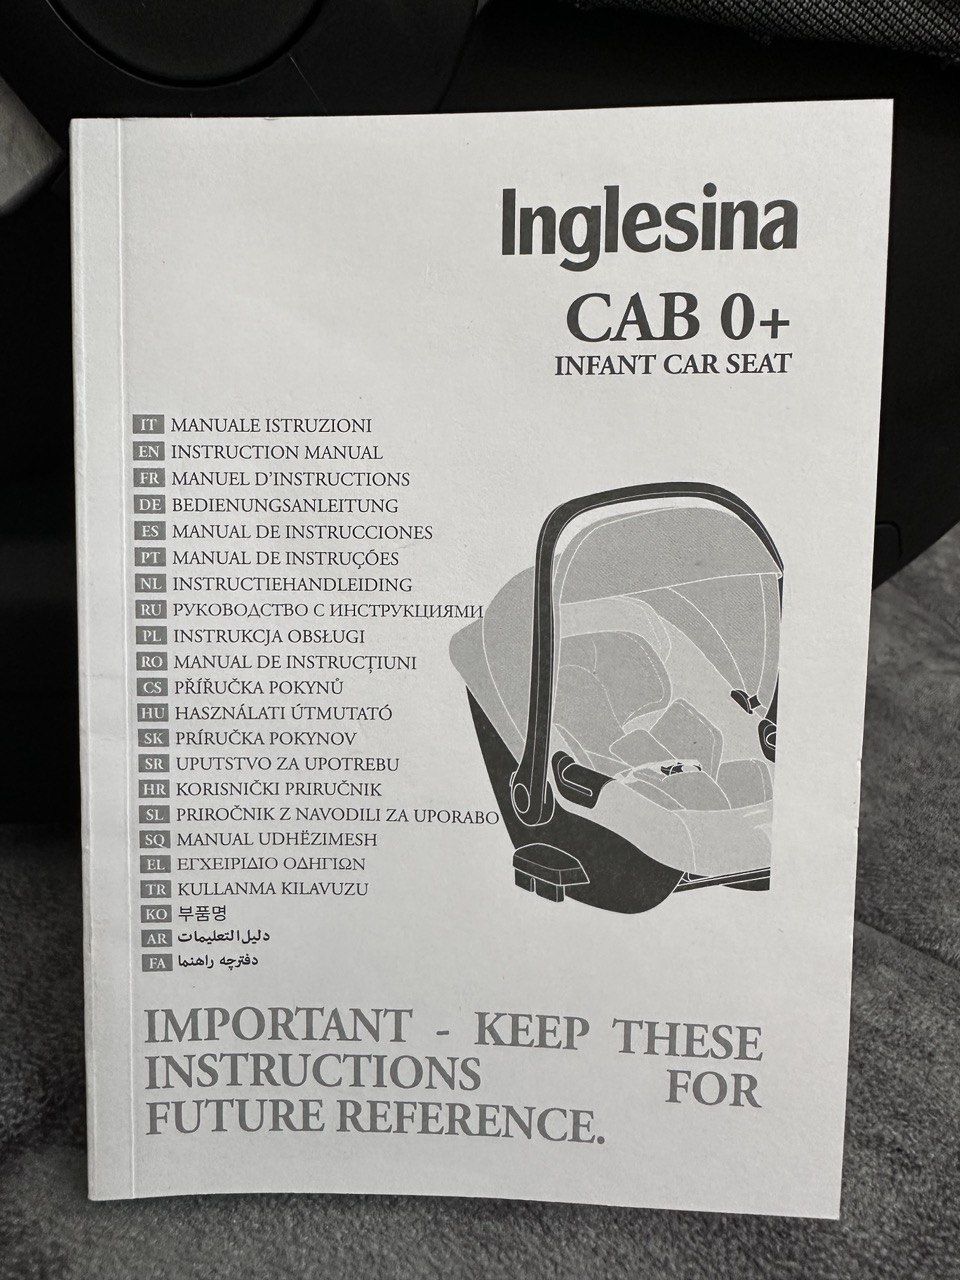 Inglesina
CAB 0+
INFANT CAR SEAT
IT MANUALE ISTRUZIONI
EN INSTRUCTION MANUAL
FR MANUEL D'INSTRUCTIONS
DE BEDIENUNGSANLEITUNG
ES MANUAL DE INSTRUCCIONES
PT MANUAL DE INSTRUÇÓES
NL INSTRUCTIEHANDLEIDING
RU РУКОВОДСТВО С ИНСТРУКЦИЯМИ
PL INSTRUKCJA OBSŁUGI
RO MANUAL DE INSTRUCȚIUNI
CS PŘÍŘUČKA POKYNŮ
HU HASZNÁLATI ÚTMUTATÓ
SK PRÍRUČKA POKYNOV
SR UPUTSTVO ZA UPOTREBU
HR KORISNIČKI PRIRUČNIK
SL PRIROČNIK Z NAVODILI ZA UPORABO
SQ MANUAL UDHËZIMESH
EL ΕΓΧΕΙΡΙΔΙΟ ΟΔΗΓΙΩΝ
TR KULLANMA KILAVUZU
KO 부품명
AR دليل التعليمات
FA دفترچه راهنما
IMPORTANT - KEEP THESE
INSTRUCTIONS FOR
FUTURE REFERENCE.